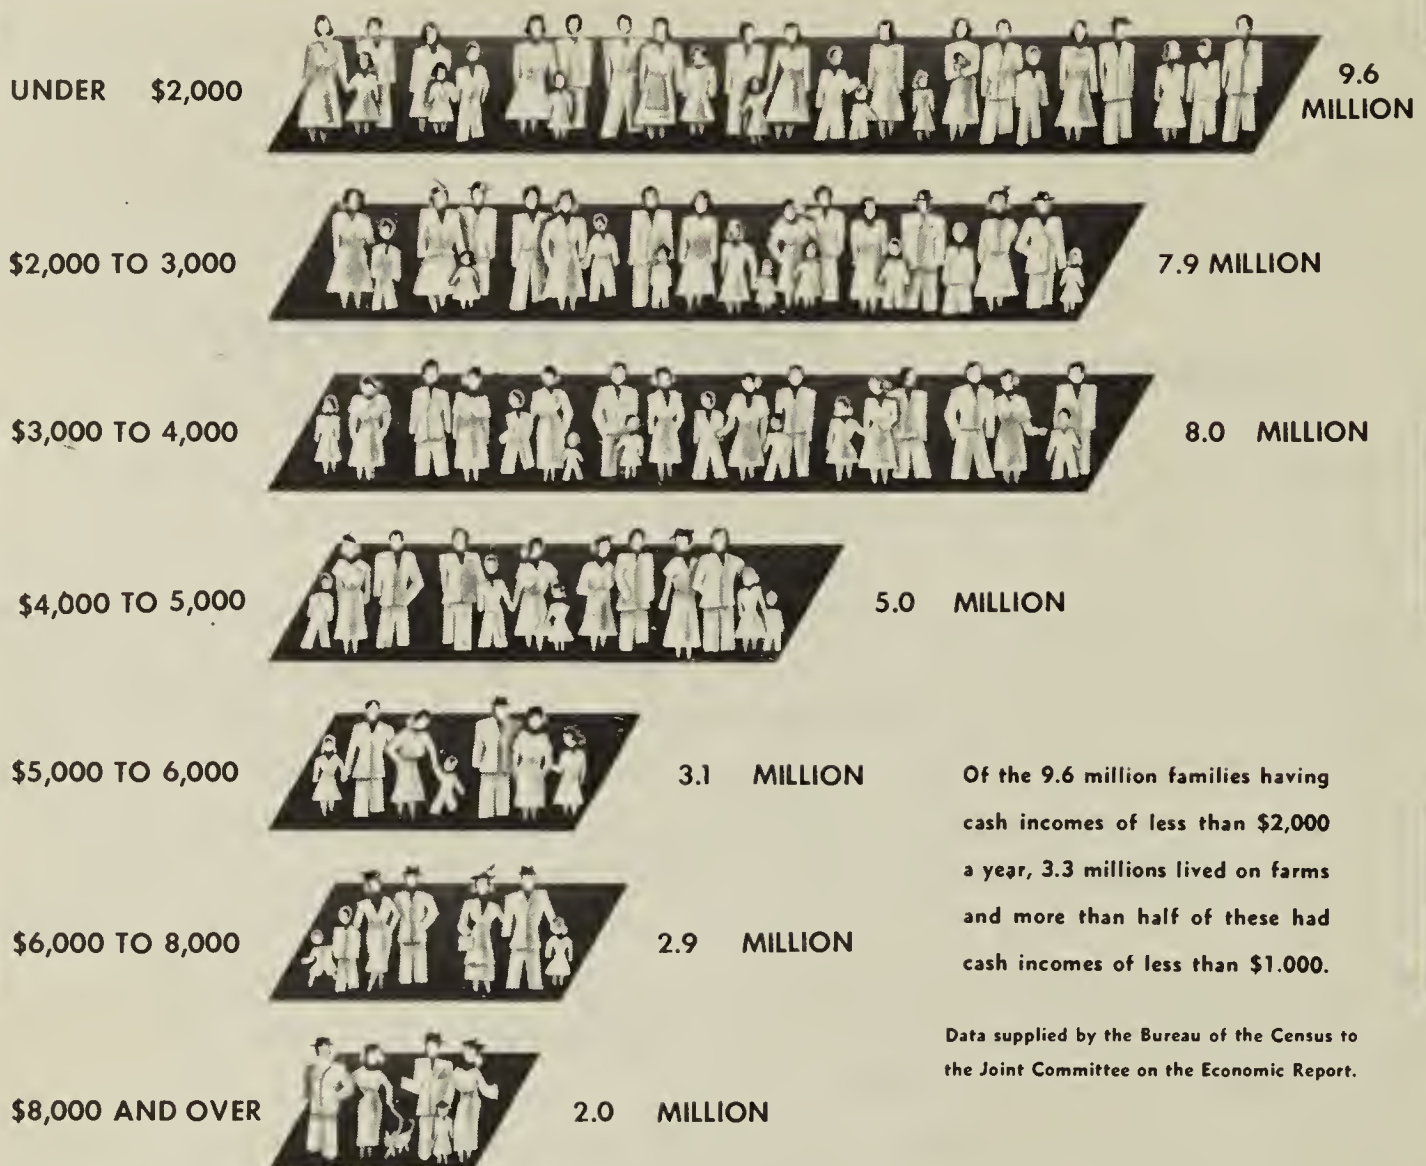 UNDER $2,000
9.6
MILLION
$2,000 TO 3,000
7.9 MILLION
$3,000 TO 4,000
8.0 MILLION
$4,000 TO 5,000
5.0 MILLION
$5,000 TO 6,000
3.1 MILLION
$6,000 TO 8,000
2.9 MILLION
$8,000 AND OVER
2.0 MILLION
Of the 9.6 million families having
cash incomes of less than $2,000
a year, 3.3 millions lived on farms
and more than half of these had
cash incomes of less than $1.000.
Data supplied by the Bureau of the Census to
the Joint Committee on the Economic Report.